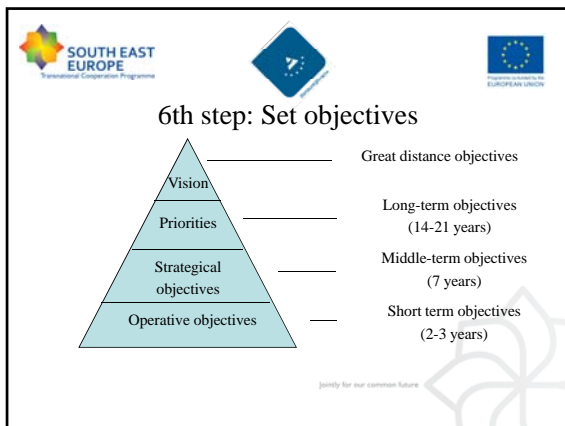 SOUTH EAST
EUROPE
Transnational Cooperation Programme
EUROPEAN UNION
6th step: Set objectives
Great distance objectives
Vision
Long-term objectives
(14-21 years)
Priorities
Middle-term objectives
(7 years)
Strategical
objectives
Short term objectives
(2-3 years)
Operative objectives
Jointly for our common future